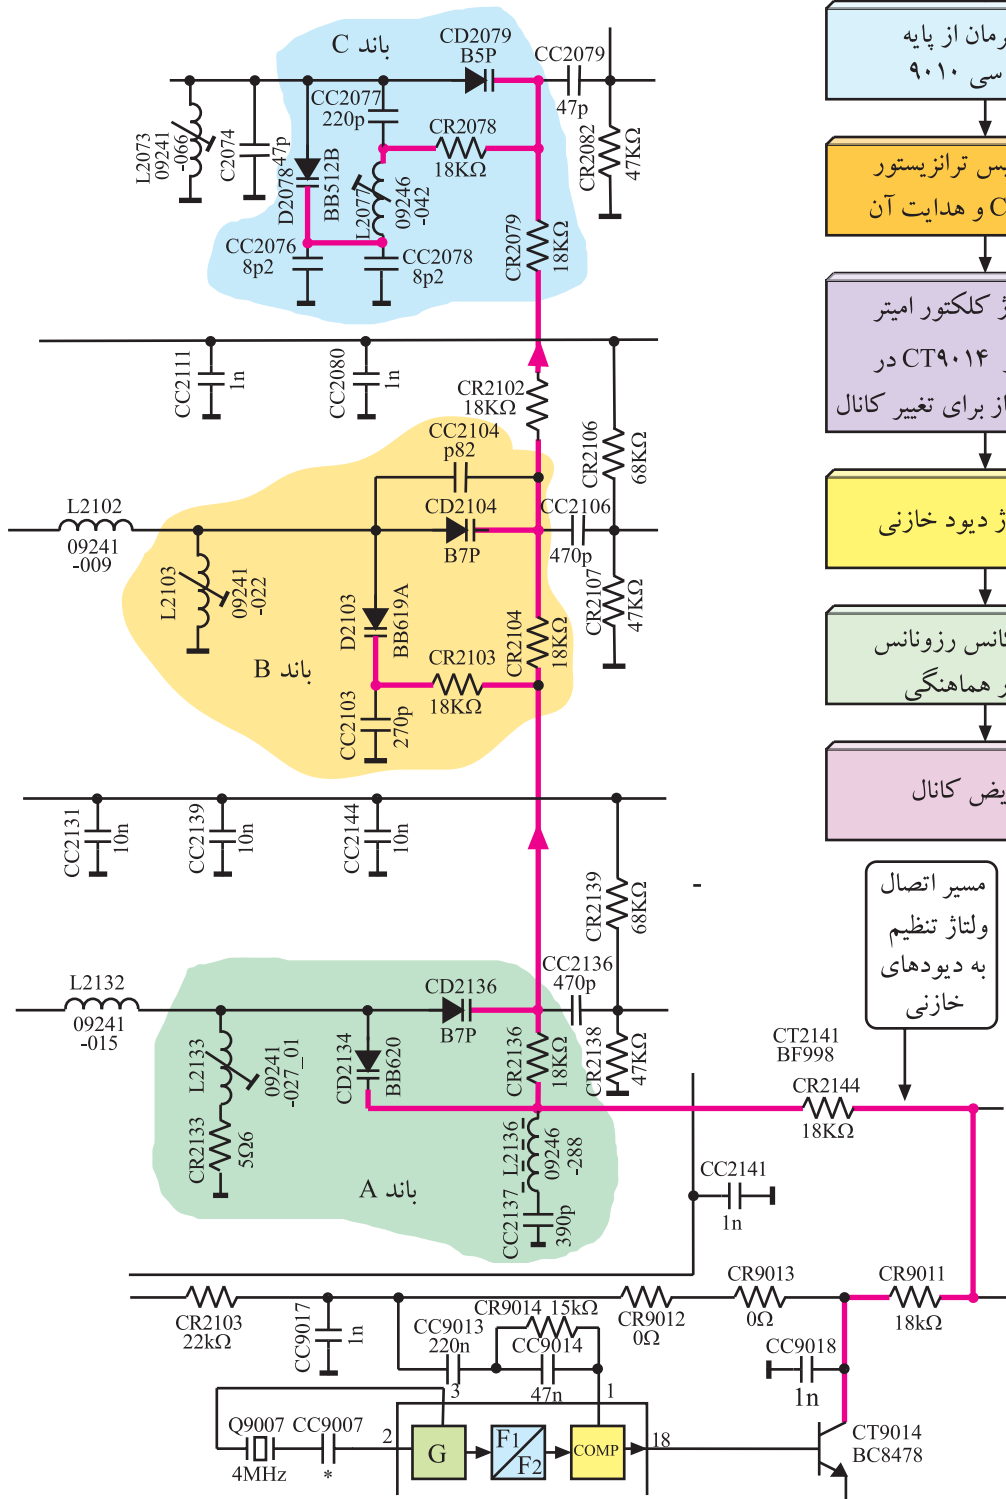 باند C
CD2079
B5P
CC2079
47p
CC2077
220p
CR2078
18KΩ
CR2082
47KΩ
L2073
09241
-066
C2074
47p
D2078
BB512B
L2077
09246
-042
CC2076
8p2
CC2078
8p2
CR2079
18KΩ
CC2111
1n
CC2080
1n
CR2102
18KΩ
CC2104
p82
CR2106
68KΩ
L2102
09241
-009
CD2104
B7P
CC2106
470p
L2103
09241
-022
D2103
BB619A
CR2104
18KΩ
CR2107
47KΩ
باند B
CR2103
18KΩ
CC2103
270p
CC2131
10n
CC2139
10n
CC2144
10n
CR2139
68KΩ
L2132
09241
-015
CD2136
B7P
CC2136
470p
L2133
09241
-027_01
CD2134
BB620
CR2136
18KΩ
CR2138
47KΩ
CR2133
5Ω6
باند A
L2136
09246
-288
CC2137
390p
CT2141
BF998
CR2144
18KΩ
CC2141
1n
CR2103
22kΩ
CC9017
1n
CR9014 15kΩ
CC9013
220n
CC9014
47n
CR9012
0Ω
CR9013
0Ω
CR9011
18kΩ
CC9018
1n
3
1
2
18
Q9007
4MHz
CC9007
*
G
F1
F2
COMP
CT9014
BC8478
رمان از پایه
سی ۹۰۱۰
یس ترانزیستور
C و هدایت آن
ژ کلکتور امیتر
ر CT۹۰۱۴ در
از برای تغییر کانال
ژ دیود خازنی
کانس رزونانس
ر هماهنگی
یض کانال
مسیر اتصال
ولتاژ تنظیم
به دیودهای
خازنی